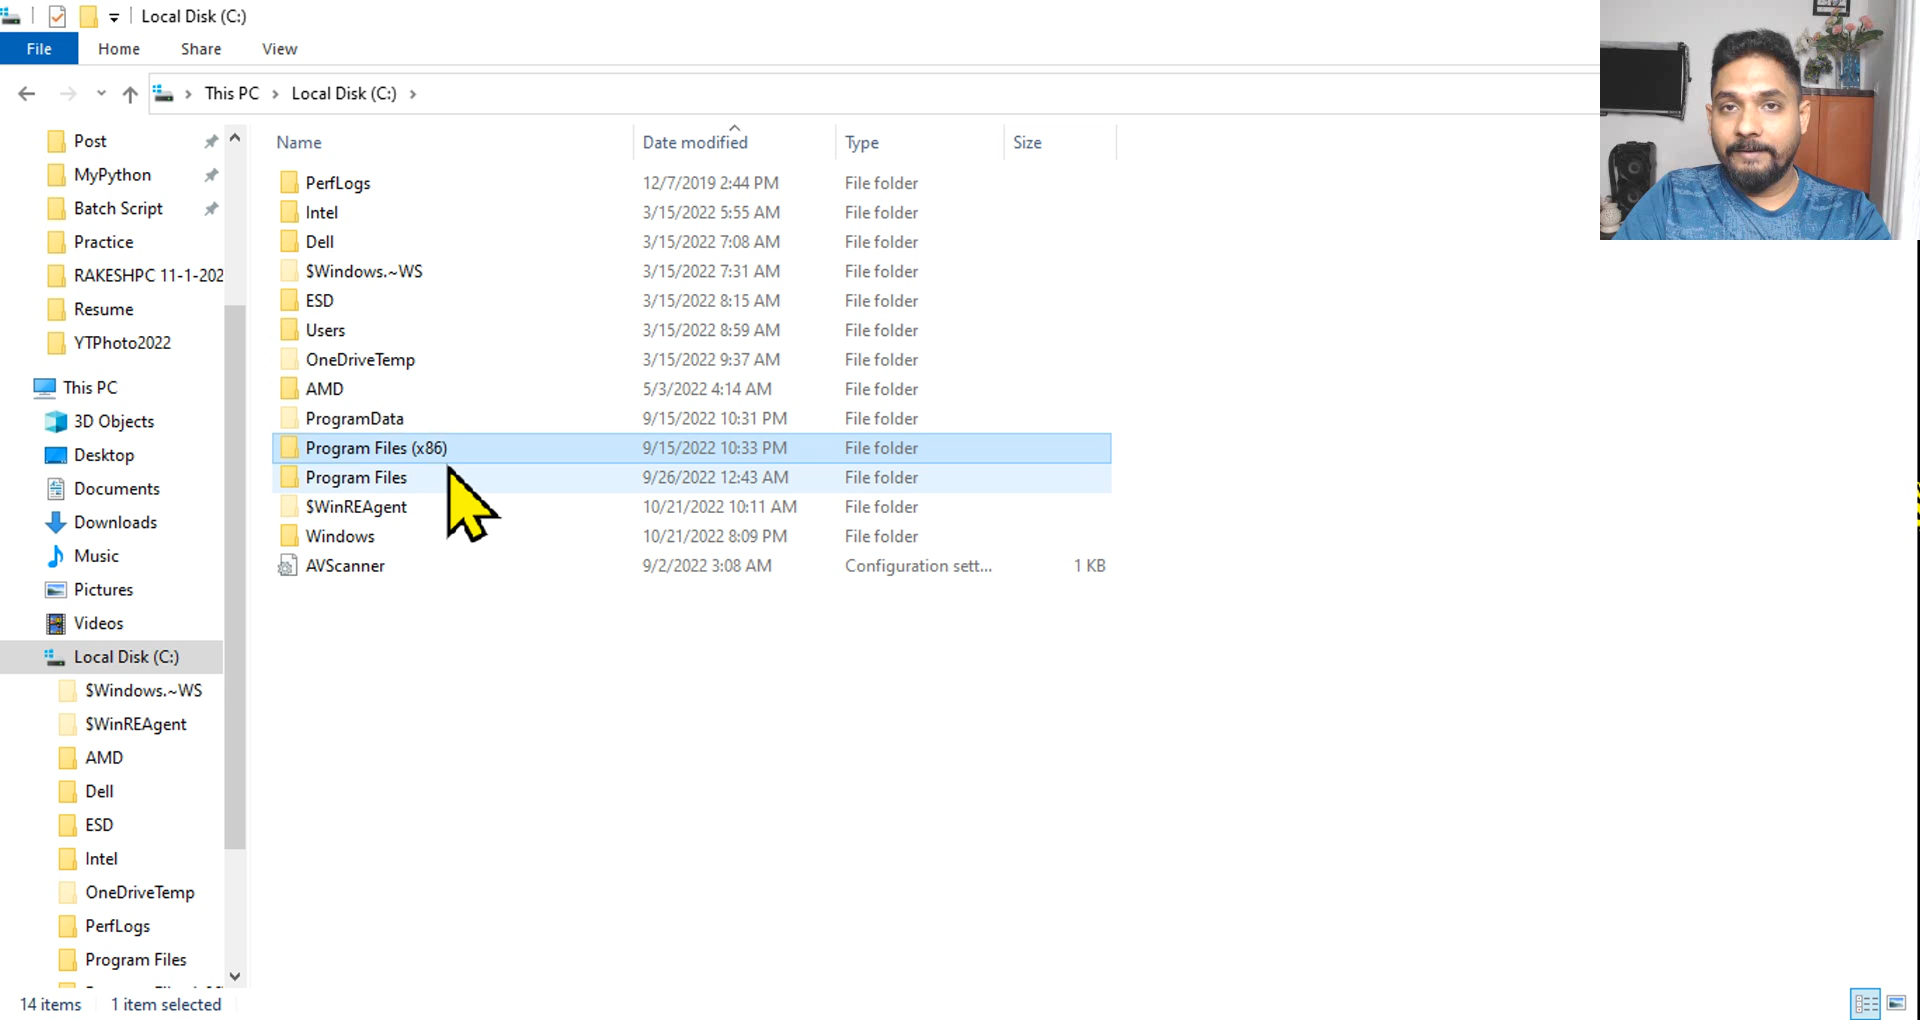 Local Disk (C:)
File Home Share View
This PC Local Disk (C:)
Post
MyPython
Batch Script
Practice
RAKESHPC 11-1-202
Resume
YTPhoto2022
This PC
3D Objects
Desktop
Documents
Downloads
Music
Pictures
Videos
Local Disk (C:)
$Windows.~WS
$WinREAgent
AMD
Dell
ESD
Intel
OneDriveTemp
PerfLogs
Program Files
Name Date modified Type Size
PerfLogs 12/7/2019 2:44 PM File folder
Intel 3/15/2022 5:55 AM File folder
Dell 3/15/2022 7:08 AM File folder
$Windows.~WS 3/15/2022 7:31 AM File folder
ESD 3/15/2022 8:15 AM File folder
Users 3/15/2022 8:59 AM File folder
OneDriveTemp 3/15/2022 9:37 AM File folder
AMD 5/3/2022 4:14 AM File folder
ProgramData 9/15/2022 10:31 PM File folder
Program Files (x86) 9/15/2022 10:33 PM File folder
Program Files 9/26/2022 12:43 AM File folder
$WinREAgent 10/21/2022 10:11 AM File folder
Windows 10/21/2022 8:09 PM File folder
AVScanner 9/2/2022 3:08 AM Configuration sett... 1 KB
14 items 1 item selected